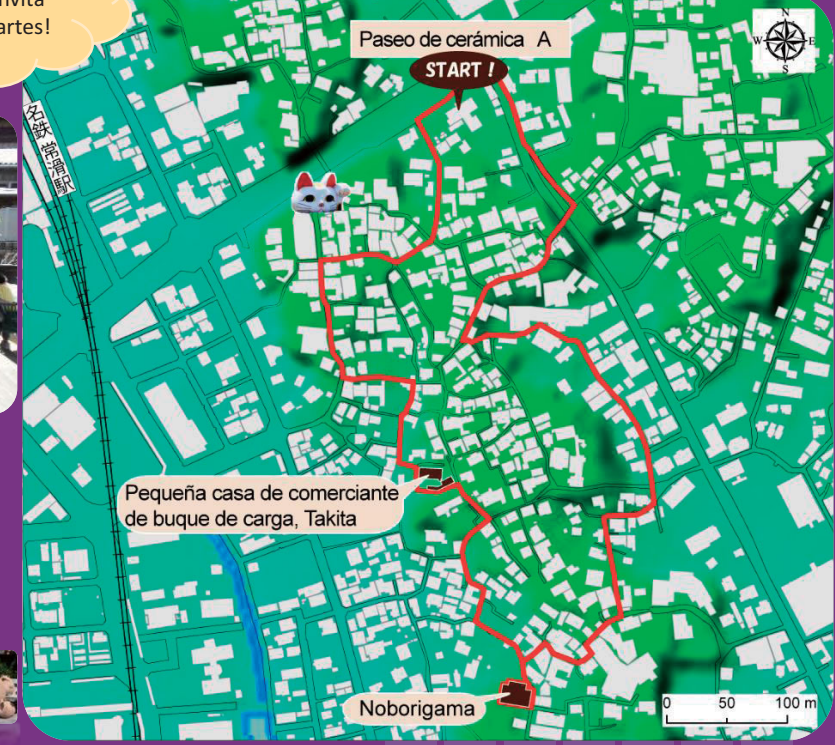 nvita
artes!
Paseo de cerámica A
START !
N
W E
S
名鉄 常滑駅
Pequeña casa de comerciante
de buque de carga, Takita
Noborigama
0 50 100 m